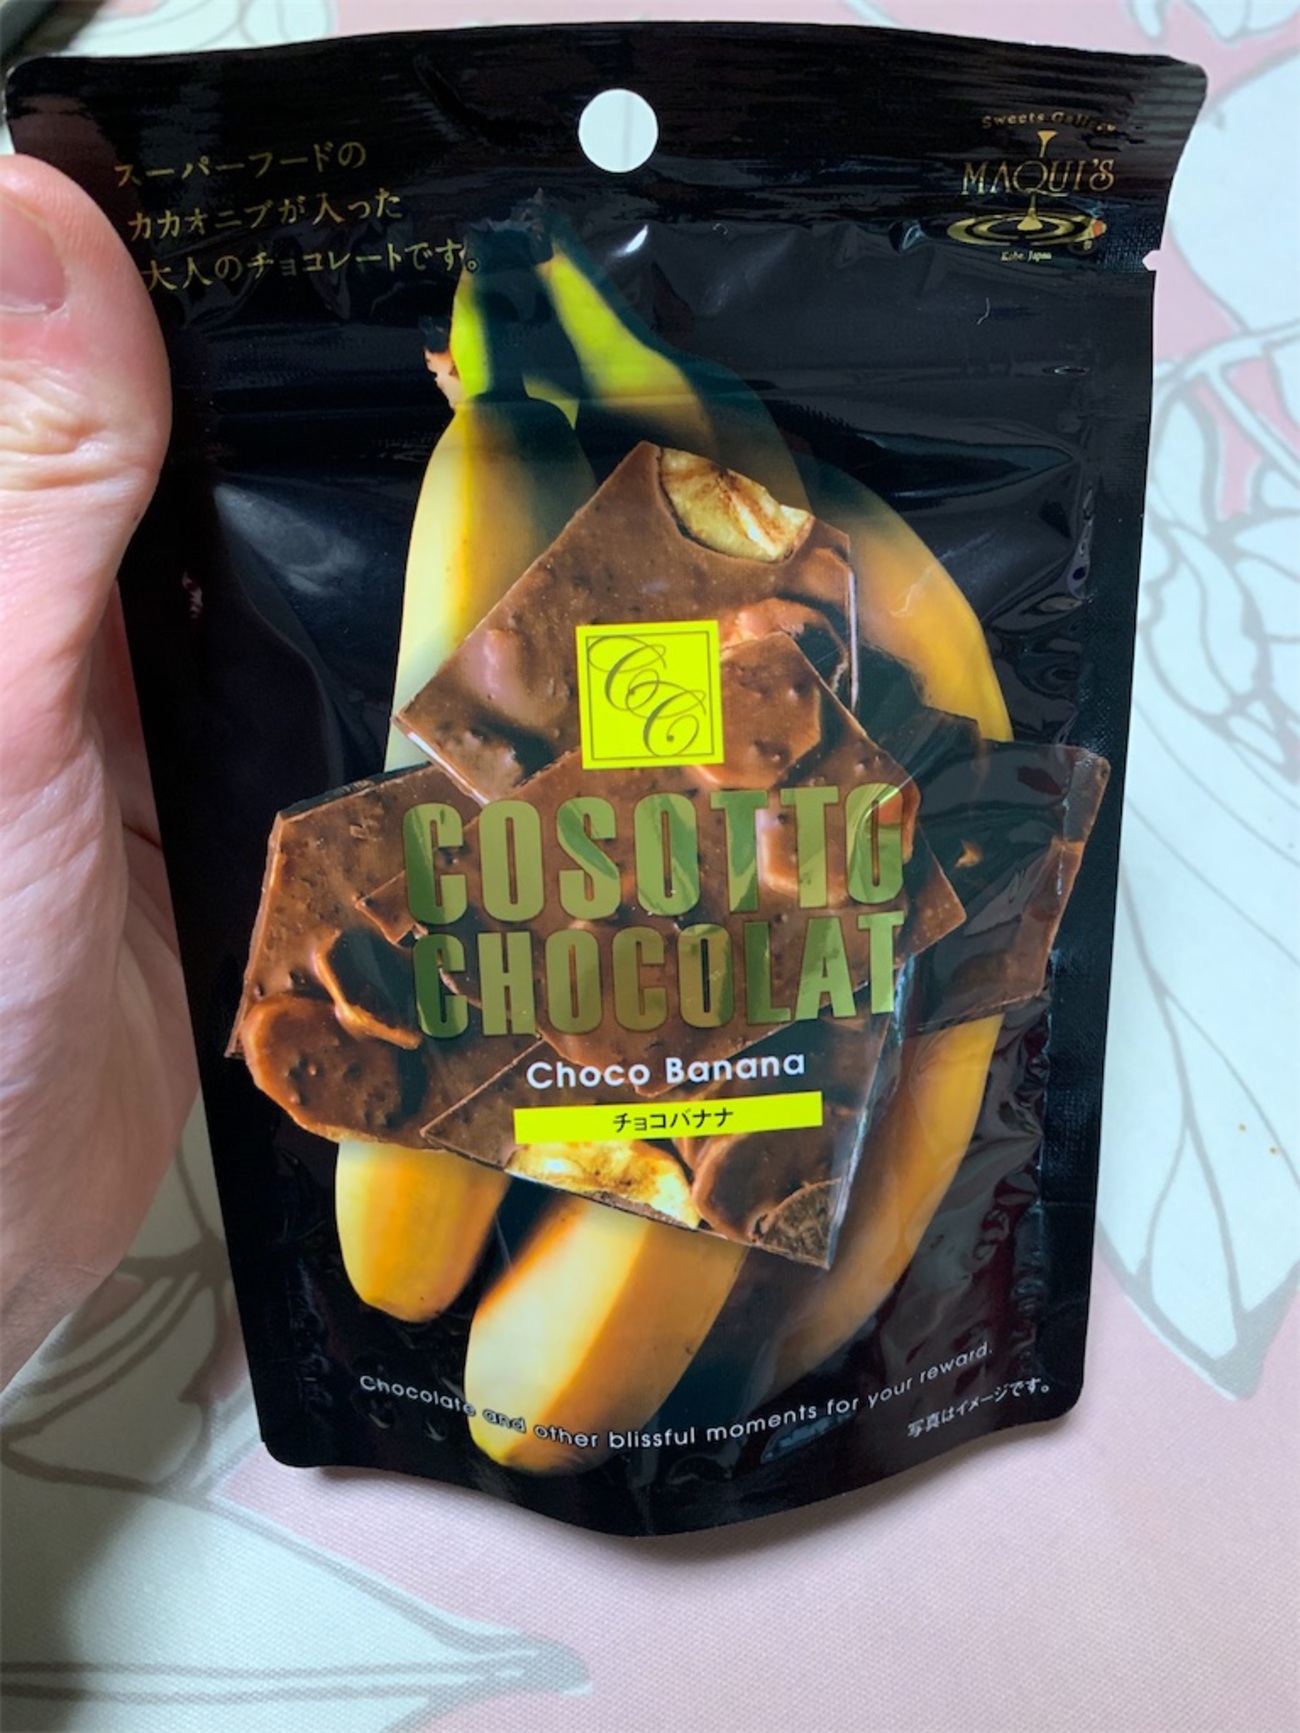 スーパーフードの
カカオニブが入った
大人のチョコレートです。
Sweets Gallery
MAQUI'S
Kobe, Japan
CC
COSOTTO
CHOCOLAT
Choco Banana
チョコバナナ
Chocolate and other blissful moments for your reward.
写真はイメージです。